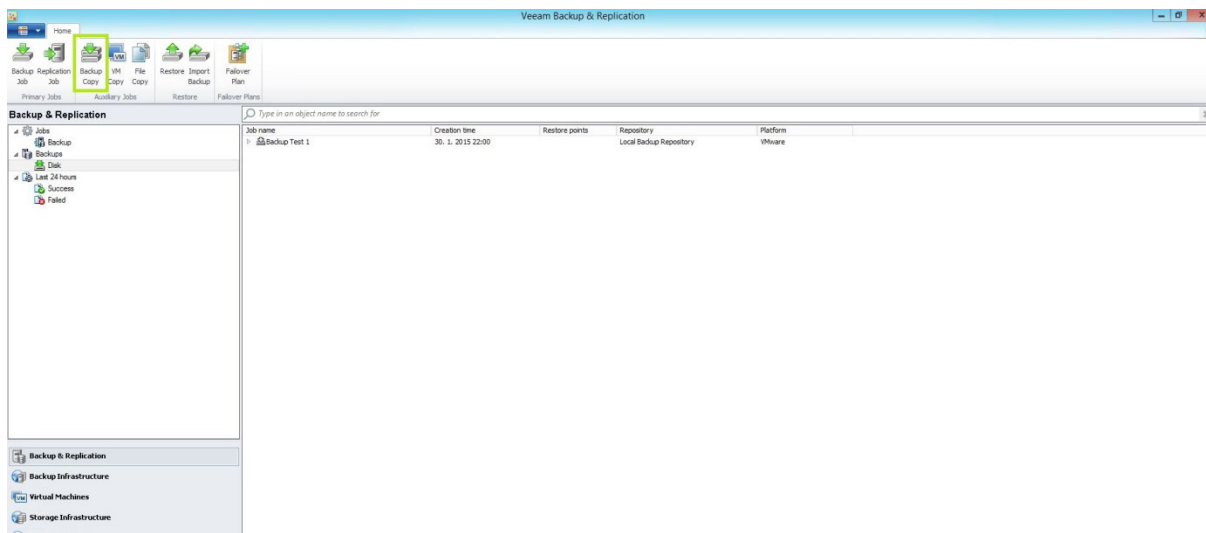 Veeam Backup & Replication
Home
Backup Job
Replication Job
Backup Copy
VM Copy
File Copy
Restore
Import Backup
Failover Plan
Primary Jobs
Auxiliary Jobs
Restore
Failover Plans
Backup & Replication
Type in an object name to search for
Jobs
Backup
Backups
Disk
Last 24 hours
Success
Failed
Job name Creation time Restore points Repository Platform
Backup Test 1 30. 1. 2015 22:00 Local Backup Repository VMware
Backup & Replication
Backup Infrastructure
VM Virtual Machines
Storage Infrastructure